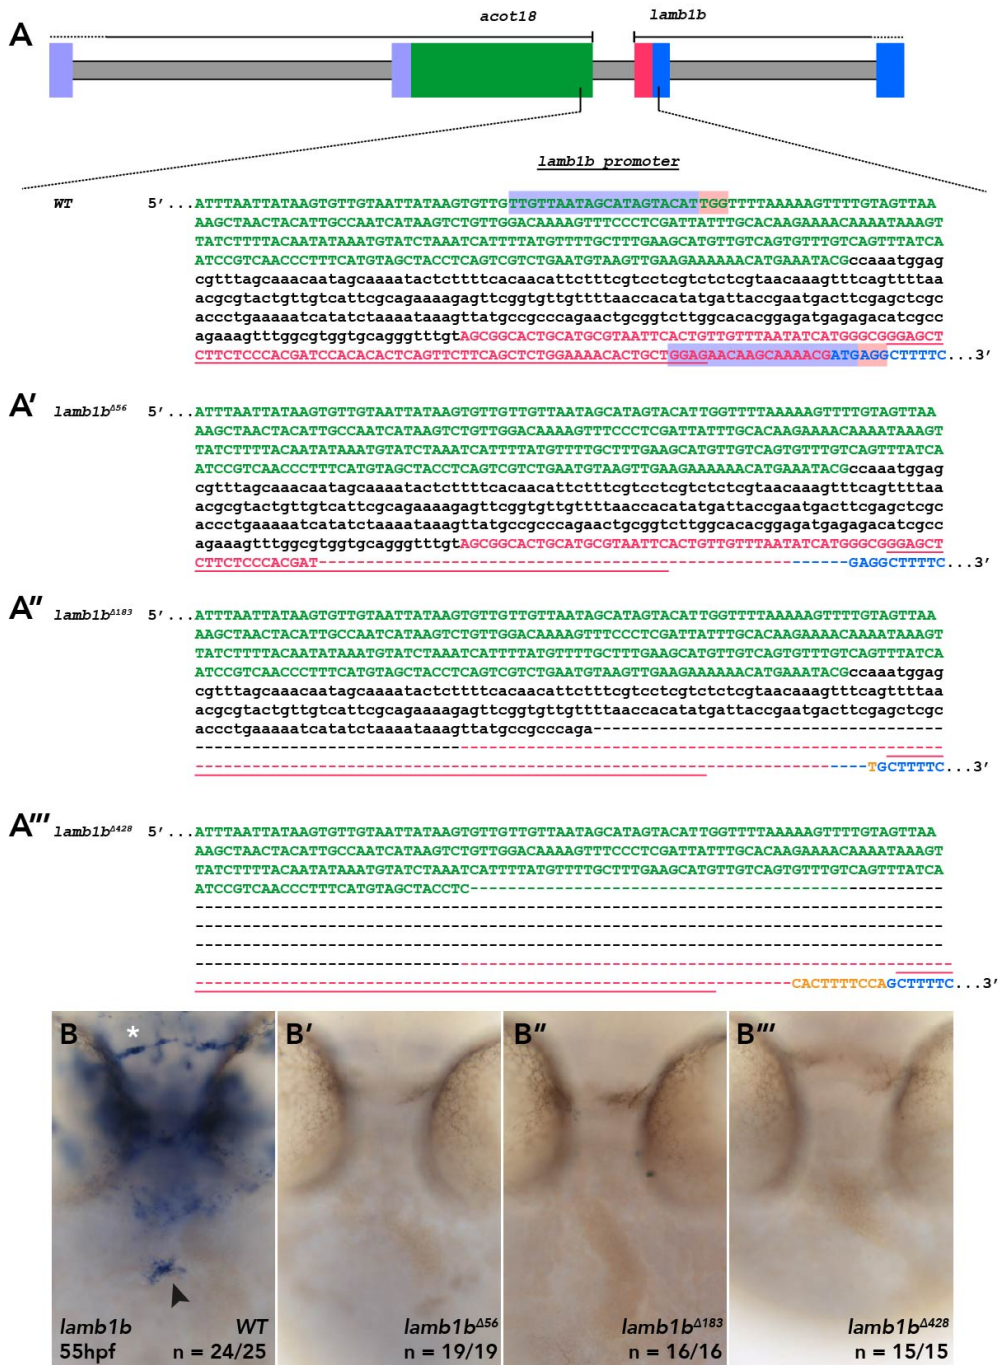 A
acot18
lamb1b
lamb1b promoter
WT 5'...ATTTAATTATAAGTGTTGTAATTATAAGTGTTGTTGTTAATAGCATAGTACATTGGTTTTAAAAAGTTTTGTAGTTAA
AAGCTAACTACATTGCCAATCATAAGTCTGTTGGACAAAAGTTTCCCTCGATTATTTGCACAAGAAAACAAAATAAAGT
TATCTTTTACAATATAAATGTATCTAAATCATTTTATGTTTTGCTTTGAAGCATGTTGTCAGTGTTTGTCAGTTTATCA
ATCCGTCAACCCTTTCATGTAGCTACCTCAGTCGTCTGAATGTAAGTTGAAGAAAAAACATGAAATACGccaaatggag
cgtttagcaaacaatagcaaaatactcttttcacaacattctttcgtcctcgtctctcgtaacaaagtttcagttttaa
acgcgtactgttgtcattcgcagaaaagagttcggtgttgttttaaccacatatgattaccgaatgacttcgagctcgc
accctgaaaaatcatatctaaaataaagttatgccgcccagaactgcggtcttggcacacggagatgagagacatcgcc
agaaagtttggcgtggtgcagggtttgtAGCGGCACTGCATGCGTAATTCACTGTTGTTTAATATCATGGGCGGGAGCT
CTTCTCCCACGATCCACACACTCAGTTCTTCAGCTCTGGAAAACACTGCTGGAGAACAAGCAAAACGATGAGGCTTTTC...3'
A' lamb1bΔ56 5'...ATTTAATTATAAGTGTTGTAATTATAAGTGTTGTTGTTAATAGCATAGTACATTGGTTTTAAAAAGTTTTGTAGTTAA
AAGCTAACTACATTGCCAATCATAAGTCTGTTGGACAAAAGTTTCCCTCGATTATTTGCACAAGAAAACAAAATAAAGT
TATCTTTTACAATATAAATGTATCTAAATCATTTTATGTTTTGCTTTGAAGCATGTTGTCAGTGTTTGTCAGTTTATCA
ATCCGTCAACCCTTTCATGTAGCTACCTCAGTCGTCTGAATGTAAGTTGAAGAAAAAACATGAAATACGccaaatggag
cgtttagcaaacaatagcaaaatactcttttcacaacattctttcgtcctcgtctctcgtaacaaagtttcagttttaa
acgcgtactgttgtcattcgcagaaaagagttcggtgttgttttaaccacatatgattaccgaatgacttcgagctcgc
accctgaaaaatcatatctaaaataaagttatgccgcccagaactgcggtcttggcacacggagatgagagacatcgcc
agaaagtttggcgtggtgcagggtttgtAGCGGCACTGCATGCGTAATTCACTGTTGTTTAATATCATGGGCGGGAGCT
CTTCTCCCACGAT--------------------------------------------------------GAGGCTTTTC...3'
A'' lamb1bΔ183 5'...ATTTAATTATAAGTGTTGTAATTATAAGTGTTGTTGTTAATAGCATAGTACATTGGTTTTAAAAAGTTTTGTAGTTAA
AAGCTAACTACATTGCCAATCATAAGTCTGTTGGACAAAAGTTTCCCTCGATTATTTGCACAAGAAAACAAAATAAAGT
TATCTTTTACAATATAAATGTATCTAAATCATTTTATGTTTTGCTTTGAAGCATGTTGTCAGTGTTTGTCAGTTTATCA
ATCCGTCAACCCTTTCATGTAGCTACCTCAGTCGTCTGAATGTAAGTTGAAGAAAAAACATGAAATACGccaaatggag
cgtttagcaaacaatagcaaaatactcttttcacaacattctttcgtcctcgtctctcgtaacaaagtttcagttttaa
acgcgtactgttgtcattcgcagaaaagagttcggtgttgttttaaccacatatgattaccgaatgacttcgagctcgc
accctgaaaaatcatatctaaaataaagttatgccgcccaga-------------------------------------
-------------------------------------------------------------------------------
-----------------------------------------------------------------------TGCTTTTC...3'
A''' lamb1bΔ428 5'...ATTTAATTATAAGTGTTGTAATTATAAGTGTTGTTGTTAATAGCATAGTACATTGGTTTTAAAAAGTTTTGTAGTTAA
AAGCTAACTACATTGCCAATCATAAGTCTGTTGGACAAAAGTTTCCCTCGATTATTTGCACAAGAAAACAAAATAAAGT
TATCTTTTACAATATAAATGTATCTAAATCATTTTATGTTTTGCTTTGAAGCATGTTGTCAGTGTTTGTCAGTTTATCA
ATCCGTCAACCCTTTCATGTAGCTACCTC--------------------------------------------------
-------------------------------------------------------------------------------
-------------------------------------------------------------------------------
-------------------------------------------------------------------------------
-------------------------------------------------------------------------------
---------------------------------------------------------------CACTTTTCCAGCTTTTC...3'
B
*
lamb1b WT
55hpf n = 24/25
B'
lamb1bΔ56
n = 19/19
B''
lamb1bΔ183
n = 16/16
B'''
lamb1bΔ428
n = 15/15